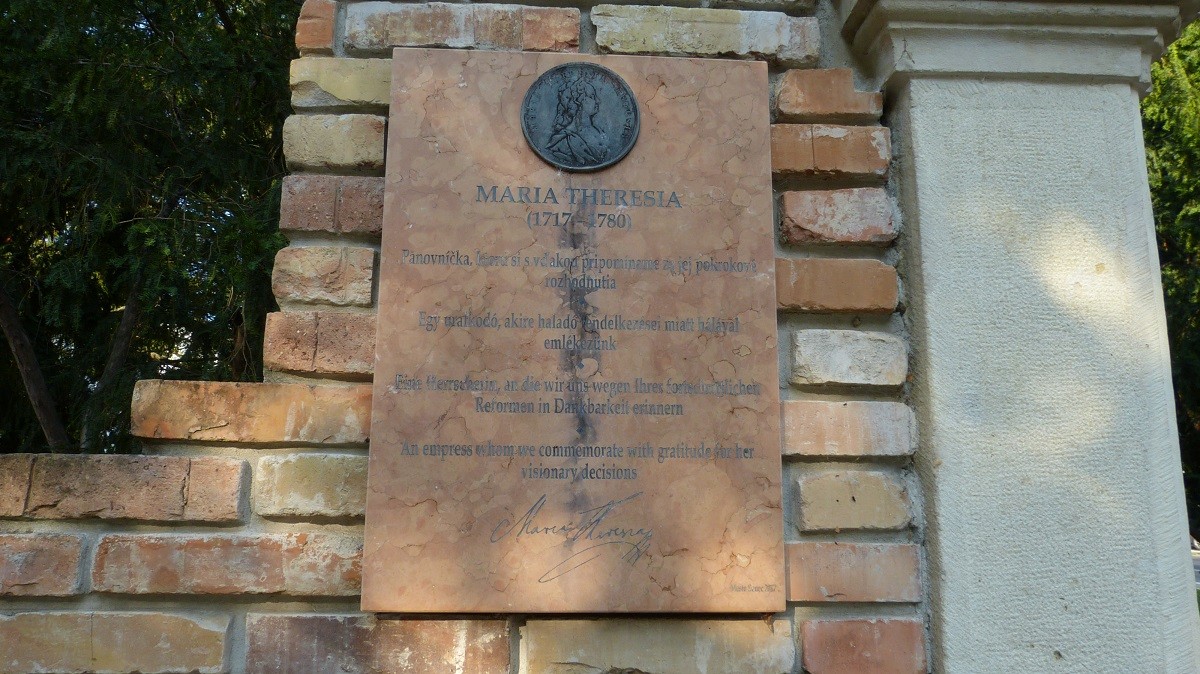 MARIA THERESIA
(1717 - 1780)
Panovníčka, ktorú si s vďakou pripomíname za jej pokrokové
rozhodnutia
Egy uralkodó, akire haladó rendelkezései miatt hálával
emlékezünk
Eine Herrscherin, an die wir uns wegen Ihres fortschrittlichen
Reformen in Dankbarkeit erinnern
An empress whom we commemorate with gratitude for her
visionary decisions
Maria Theresia